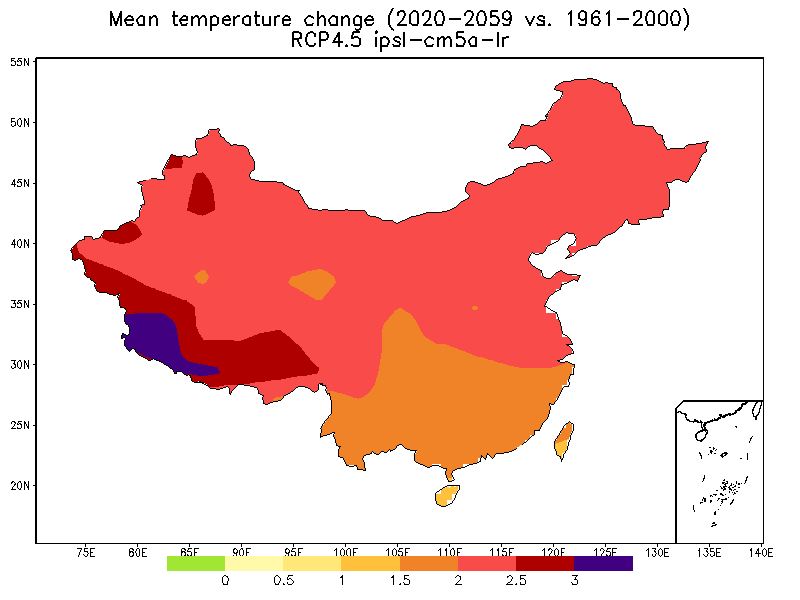 Mean temperature change (2020-2059 vs. 1961-2000)
RCP4.5 ipsl-cm5a-lr
55N
50N
45N
40N
35N
30N
25N
20N
75E 80E 85E 90E 95E 100E 105E 110E 115E 120E 125E 130E 135E 140E
0 0.5 1 1.5 2 2.5 3